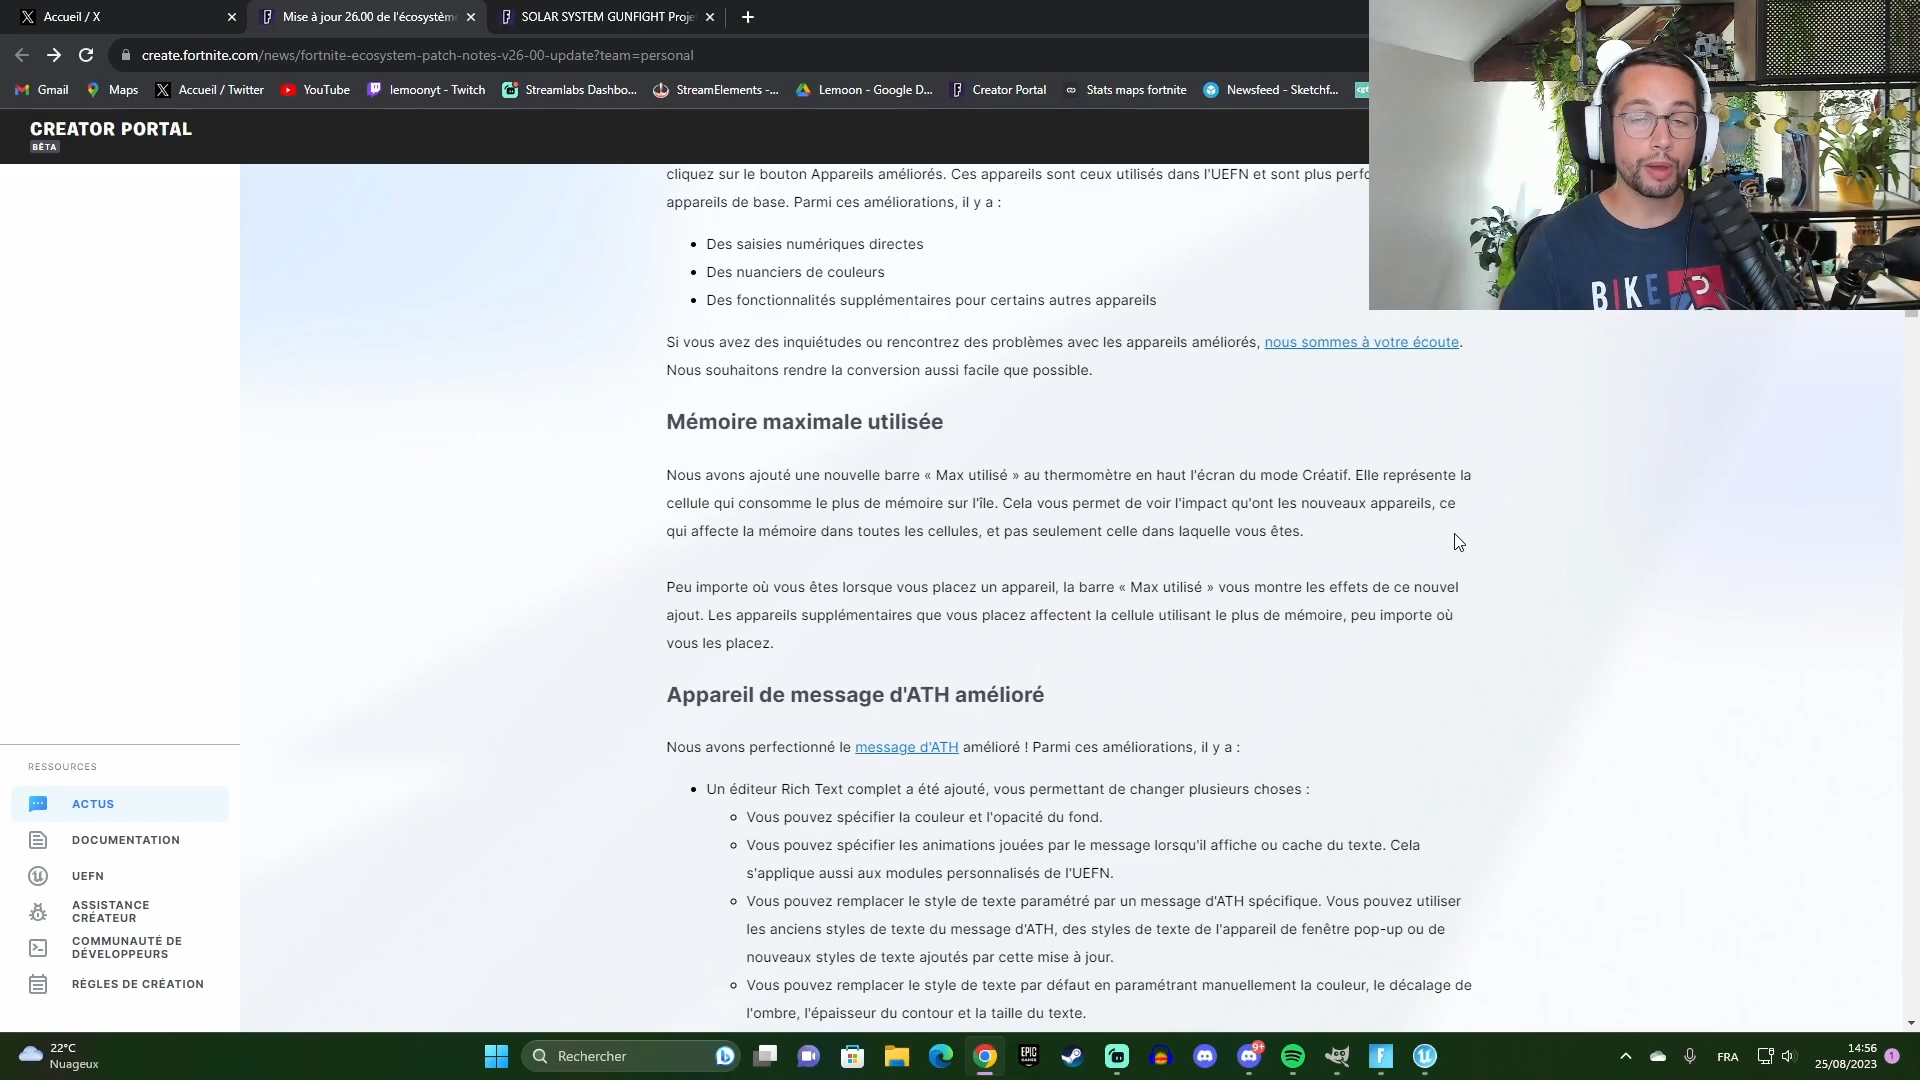 Accueil / X
Mise à jour 26.00 de l'écosystèm
SOLAR SYSTEM GUNFIGHT Proje
create.fortnite.com/news/fortnite-ecosystem-patch-notes-v26-00-update?team=personal
Gmail
Maps
Accueil / Twitter
YouTube
lemoonyt - Twitch
Streamlabs Dashbo...
StreamElements -...
Lemoon - Google D...
Creator Portal
Stats maps fortnite
Newsfeed - Sketchf...
CREATOR PORTAL
BÊTA
cliquez sur le bouton Appareils améliorés. Ces appareils sont ceux utilisés dans l'UEFN et sont plus perfo
appareils de base. Parmi ces améliorations, il y a :
• Des saisies numériques directes
• Des nuanciers de couleurs
• Des fonctionnalités supplémentaires pour certains autres appareils
Si vous avez des inquiétudes ou rencontrez des problèmes avec les appareils améliorés, nous sommes à votre écoute.
Nous souhaitons rendre la conversion aussi facile que possible.
Mémoire maximale utilisée
Nous avons ajouté une nouvelle barre « Max utilisé » au thermomètre en haut l'écran du mode Créatif. Elle représente la
cellule qui consomme le plus de mémoire sur l'île. Cela vous permet de voir l'impact qu'ont les nouveaux appareils, ce
qui affecte la mémoire dans toutes les cellules, et pas seulement celle dans laquelle vous êtes.
Peu importe où vous êtes lorsque vous placez un appareil, la barre « Max utilisé » vous montre les effets de ce nouvel
ajout. Les appareils supplémentaires que vous placez affectent la cellule utilisant le plus de mémoire, peu importe où
vous les placez.
Appareil de message d'ATH amélioré
Nous avons perfectionné le message d'ATH amélioré ! Parmi ces améliorations, il y a :
• Un éditeur Rich Text complet a été ajouté, vous permettant de changer plusieurs choses :
◦ Vous pouvez spécifier la couleur et l'opacité du fond.
◦ Vous pouvez spécifier les animations jouées par le message lorsqu'il affiche ou cache du texte. Cela
s'applique aussi aux modules personnalisés de l'UEFN.
◦ Vous pouvez remplacer le style de texte paramétré par un message d'ATH spécifique. Vous pouvez utiliser
les anciens styles de texte du message d'ATH, des styles de texte de l'appareil de fenêtre pop-up ou de
nouveaux styles de texte ajoutés par cette mise à jour.
◦ Vous pouvez remplacer le style de texte par défaut en paramétrant manuellement la couleur, le décalage de
l'ombre, l'épaisseur du contour et la taille du texte.
RESSOURCES
ACTUS
DOCUMENTATION
UEFN
ASSISTANCE
CRÉATEUR
COMMUNAUTÉ DE
DÉVELOPPEURS
RÈGLES DE CRÉATION
BIKE
22°C
Nuageux
Rechercher
EPIC
GAMES
9+
FRA
14:56
25/08/2023
1